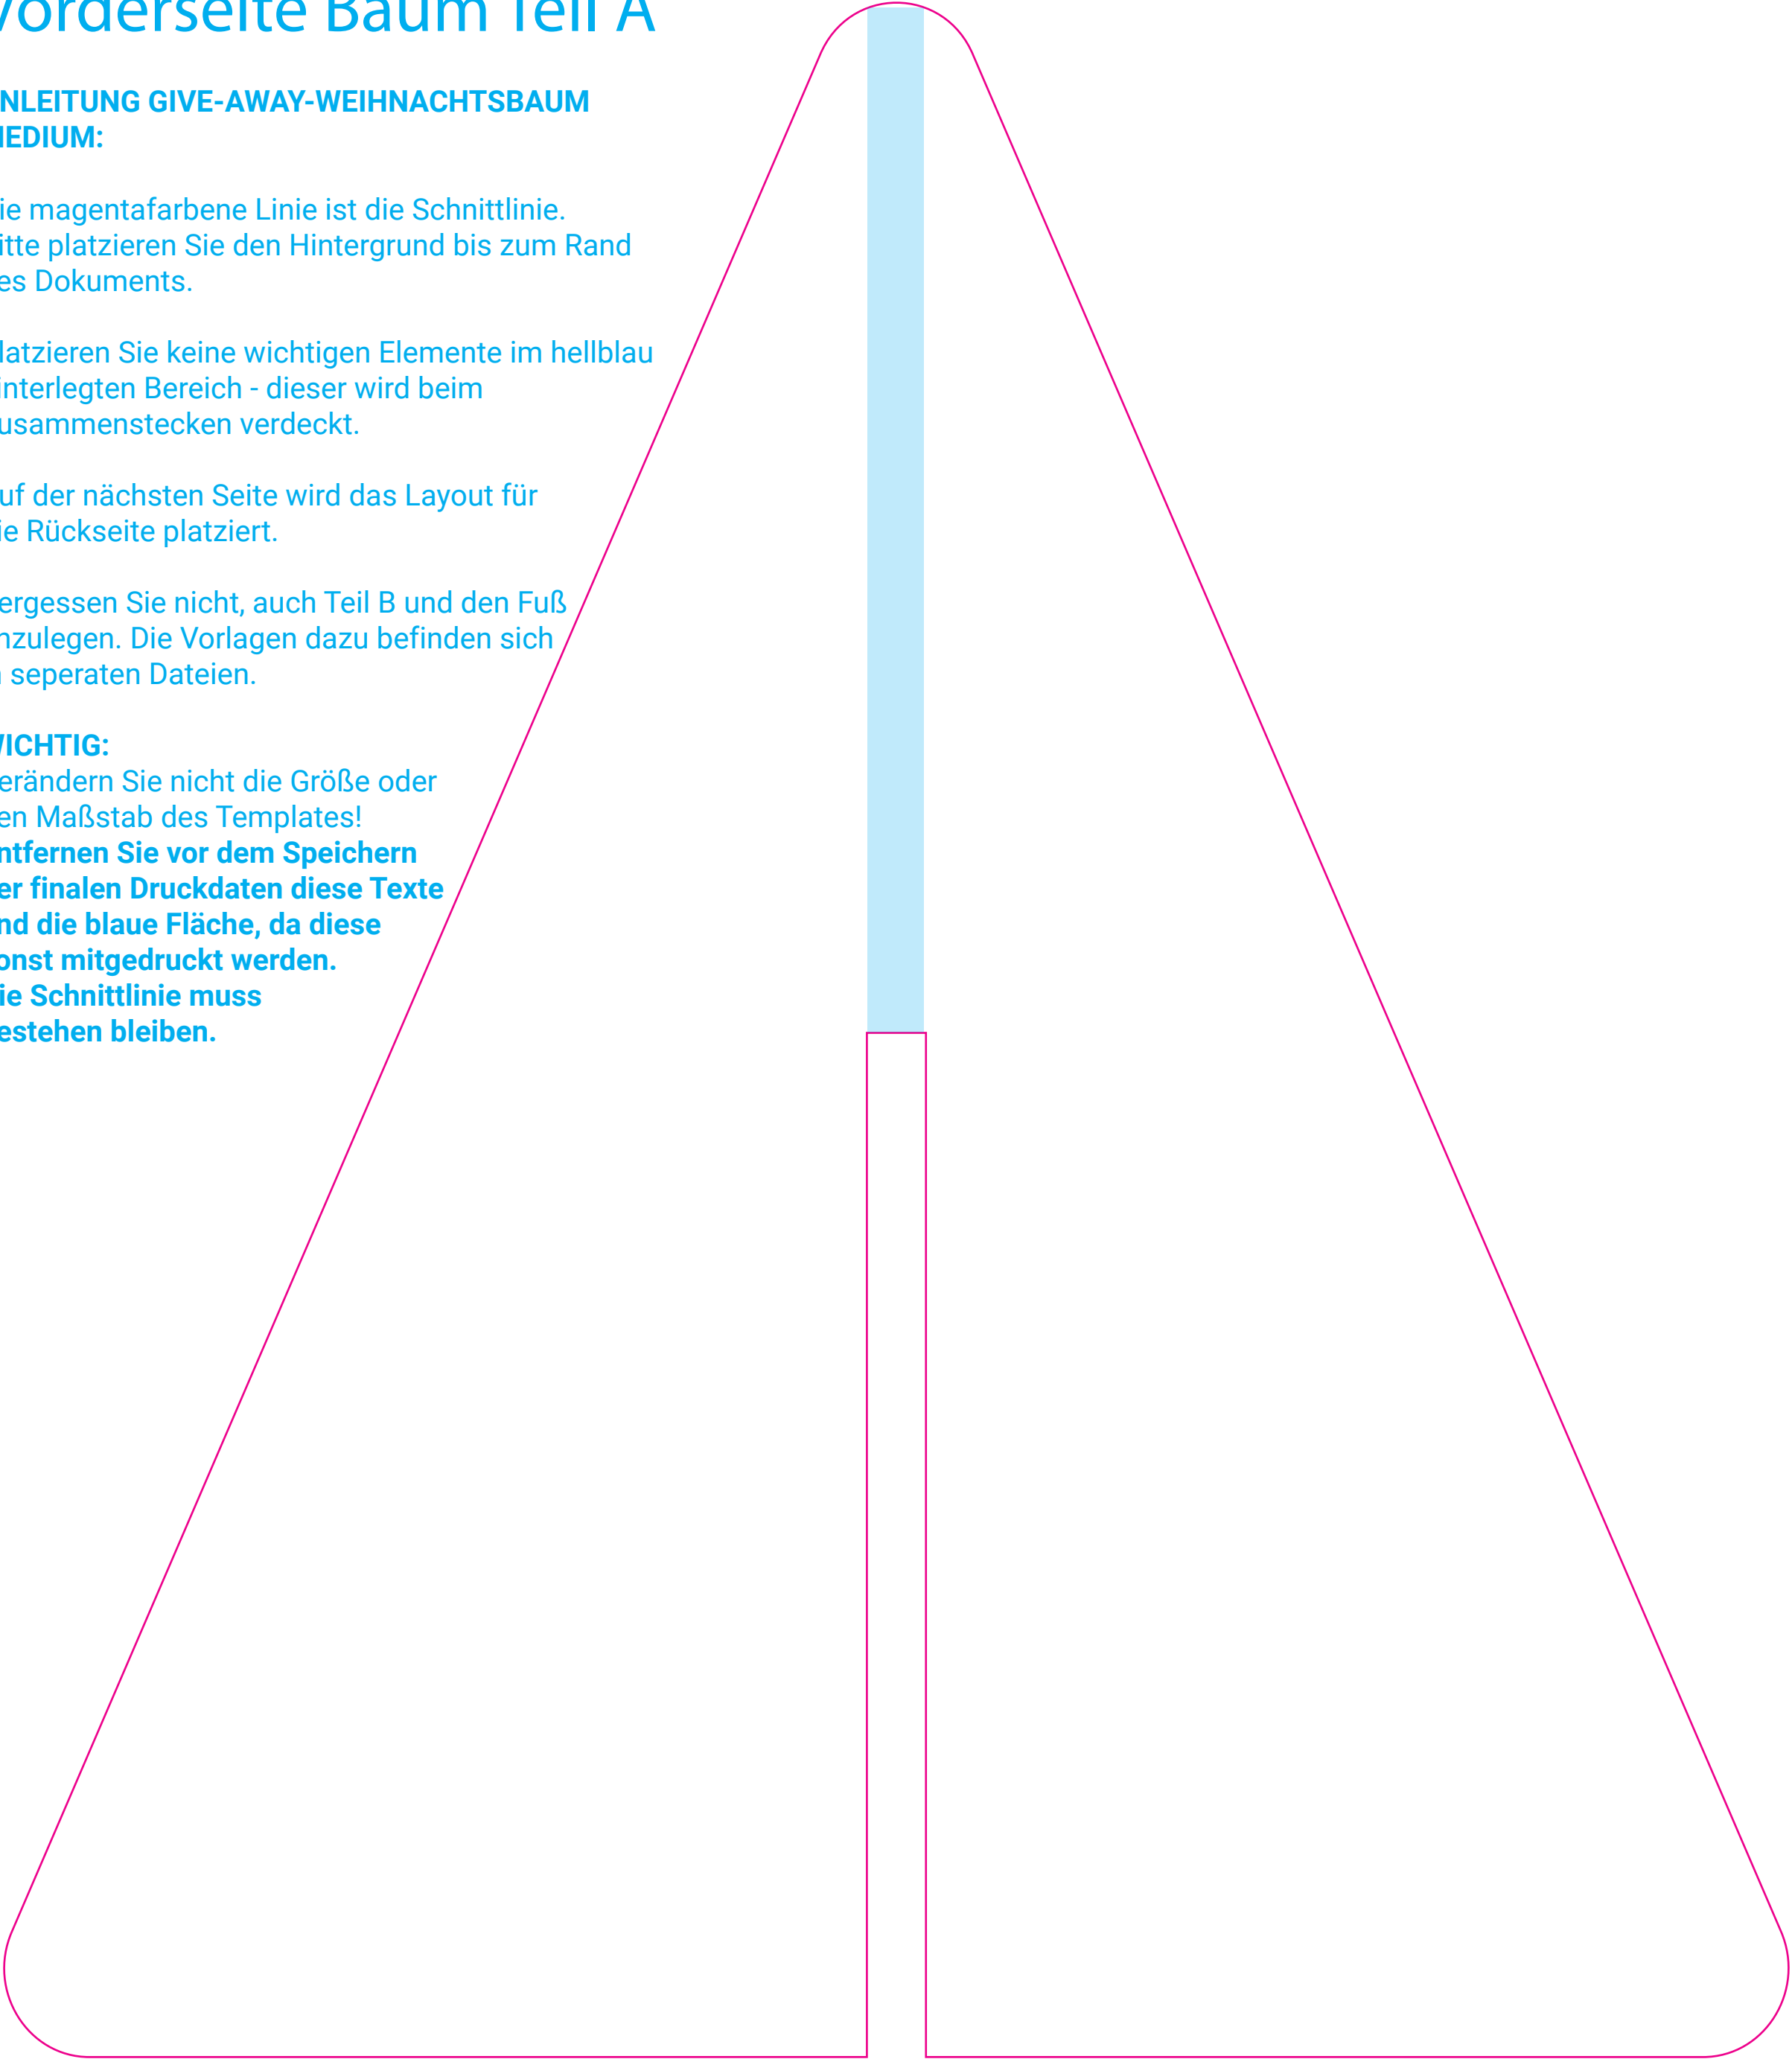 Vorderseite Baum Teil A
NLEITUNG GIVE-AWAY-WEIHNACHTSBAUM
MEDIUM:
ie magentafarbene Linie ist die Schnittlinie.
itte platzieren Sie den Hintergrund bis zum Rand
es Dokuments.
latzieren Sie keine wichtigen Elemente im hellblau
interlegten Bereich - dieser wird beim
usammenstecken verdeckt.
uf der nächsten Seite wird das Layout für
ie Rückseite platziert.
ergessen Sie nicht, auch Teil B und den Fuß
nzulegen. Die Vorlagen dazu befinden sich
n seperaten Dateien.
WICHTIG:
erändern Sie nicht die Größe oder
en Maßstab des Templates!
ntfernen Sie vor dem Speichern
er finalen Druckdaten diese Texte
nd die blaue Fläche, da diese
onst mitgedruckt werden.
ie Schnittlinie muss
estehen bleiben.